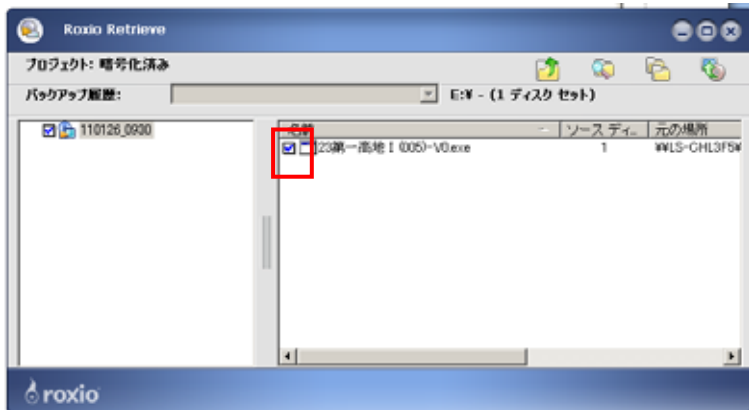 Roxio Retrieve
プロジェクト: 暗号化済み
バックアップ履歴:
E:¥ - (1 ディスク セット)
110126_0930
名前
ソース ディ...
元の場所
23第一高地Ⅰ(005)-V0.exe
1
¥¥LS-CHL3F5¥
roxio